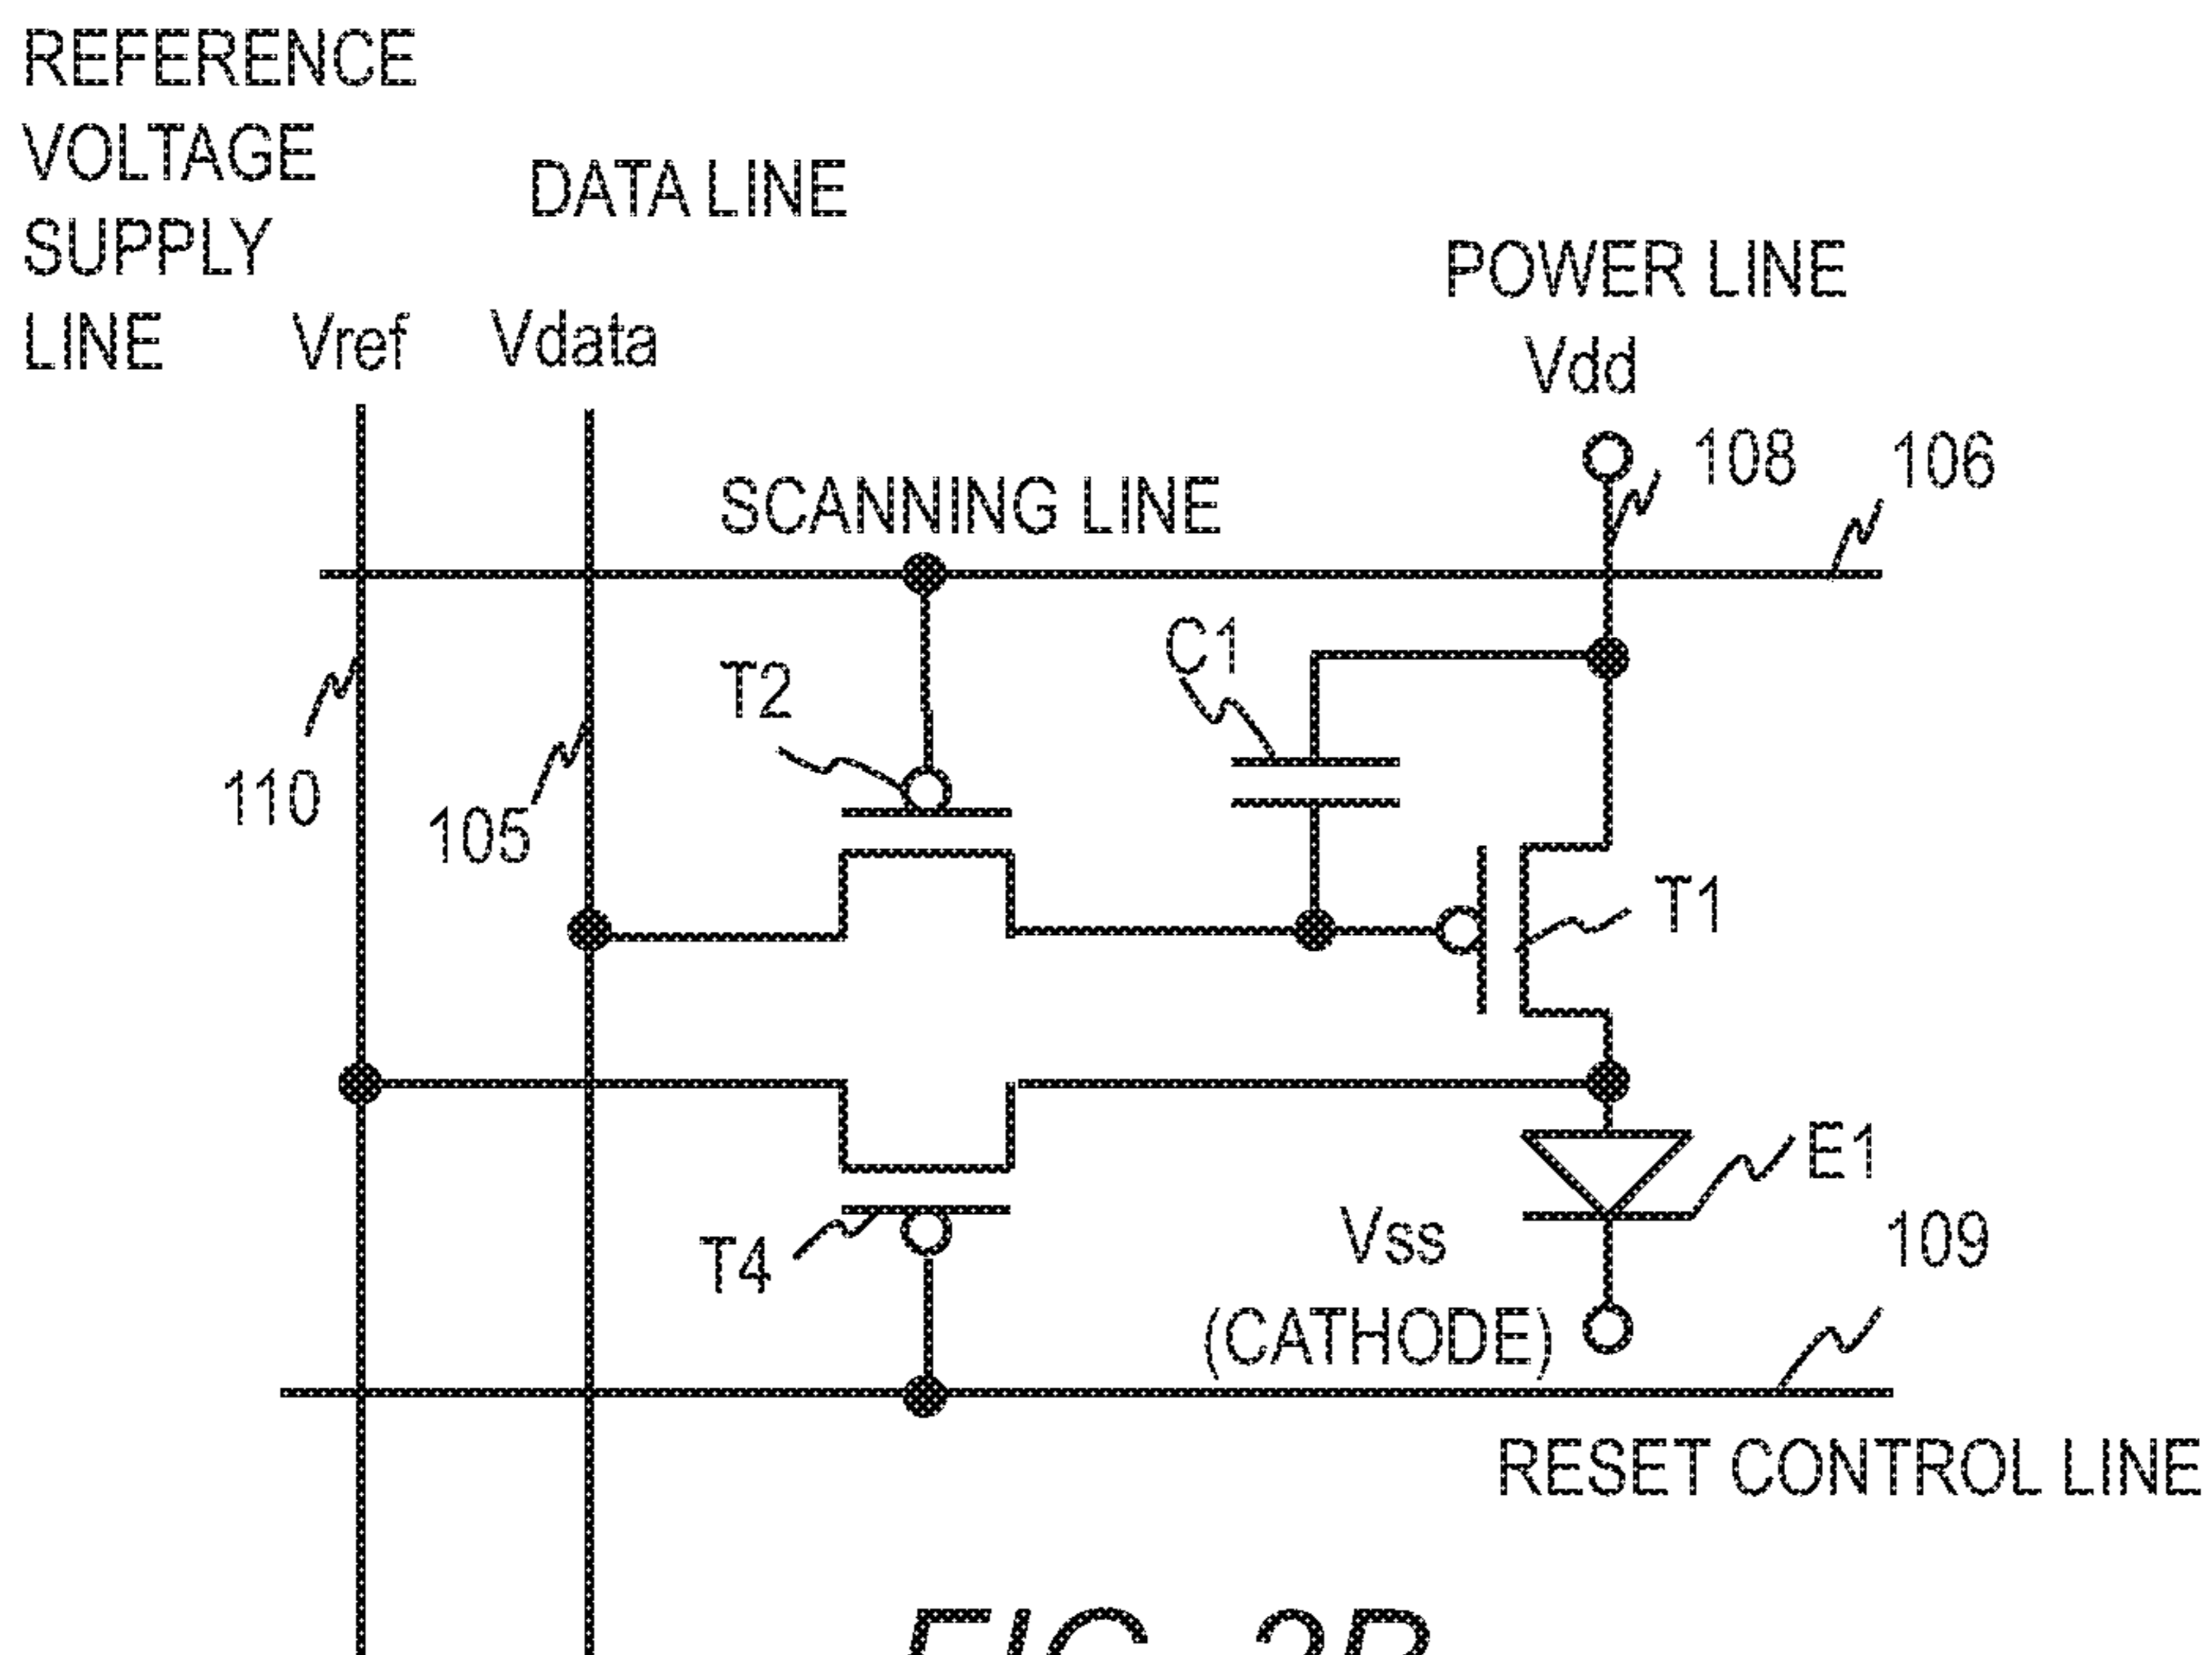 REFERENCE
VOLTAGE
SUPPLY
LINE
Vref
DATA LINE
Vdata
POWER LINE
Vdd
108
106
SCANNING LINE
C1
T2
110
105
T1
E1
T4
Vss
(CATHODE)
109
RESET CONTROL LINE